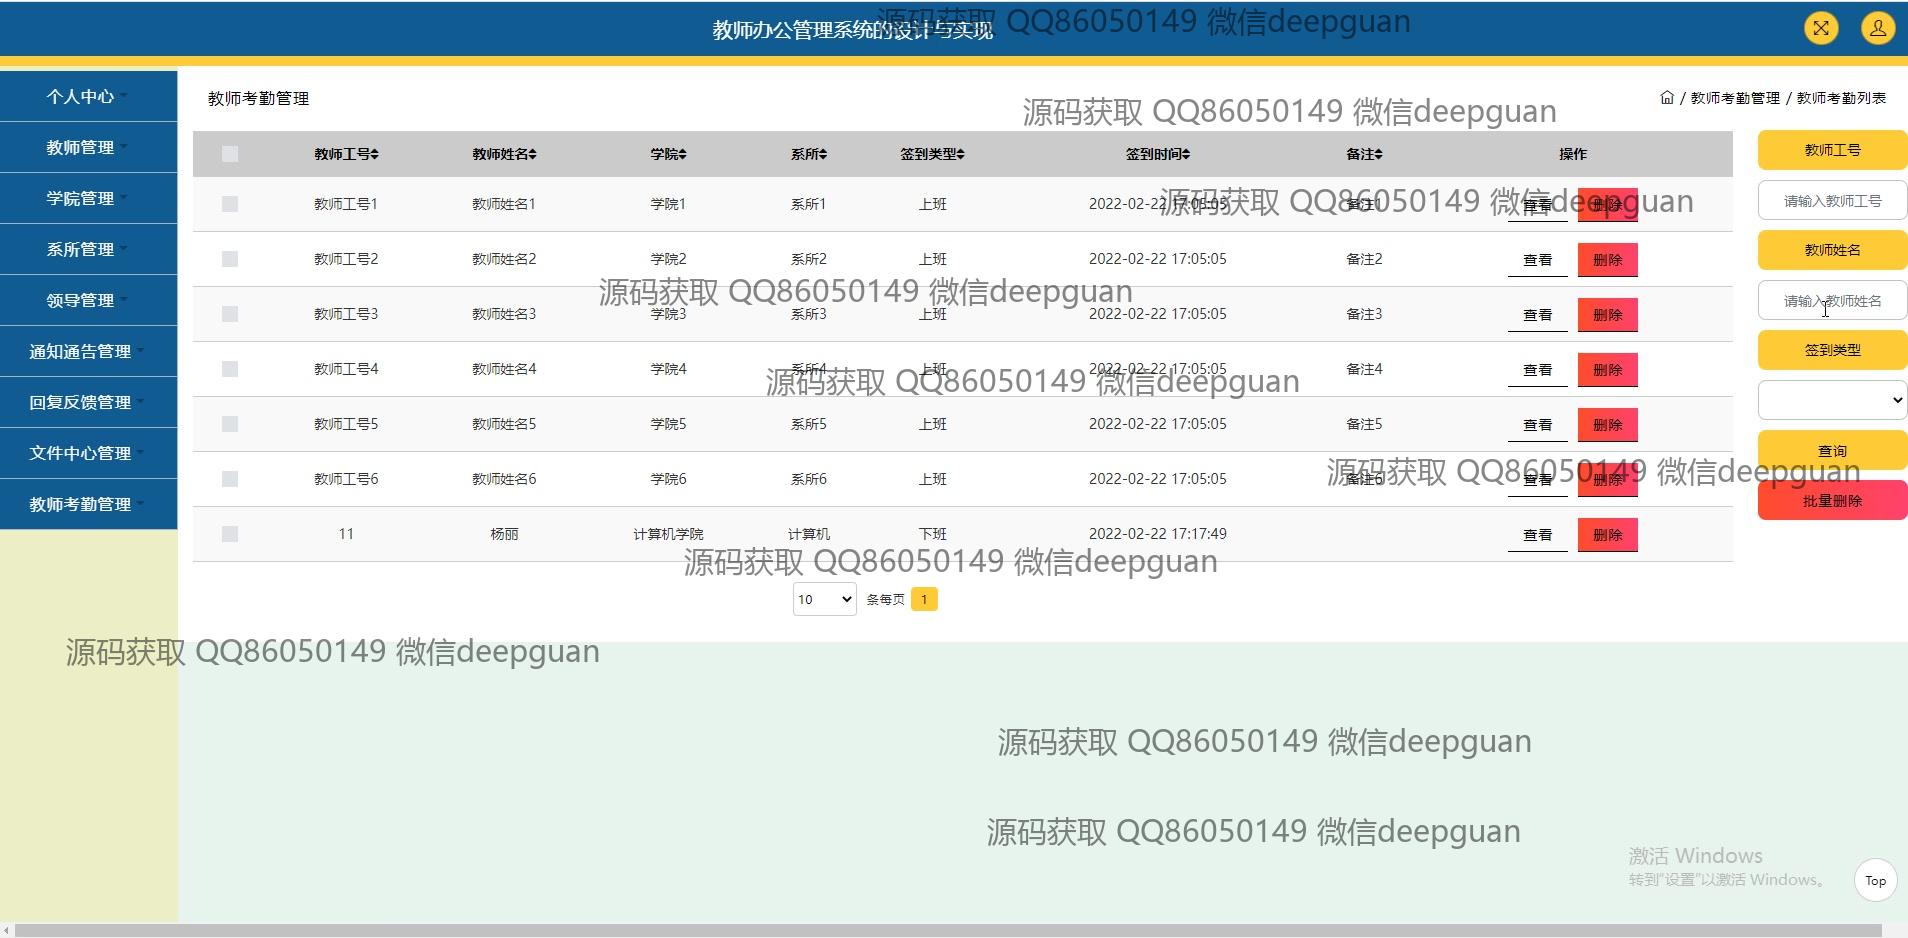 教师办公管理系统的设计与实现
源码获取 QQ86050149 微信deepguan
个人中心
教师管理
学院管理
系所管理
领导管理
通知通告管理
回复反馈管理
文件中心管理
教师考勤管理
教师考勤管理
/ 教师考勤管理 / 教师考勤列表
源码获取 QQ86050149 微信deepguan
教师工号 教师姓名 学院 系所 签到类型 签到时间 备注 操作
教师工号1 教师姓名1 学院1 系所1 上班 2022-02-22 17:05:05 备注1 查看 删除
源码获取 QQ86050149 微信deepguan
教师工号2 教师姓名2 学院2 系所2 上班 2022-02-22 17:05:05 备注2 查看 删除
源码获取 QQ86050149 微信deepguan
教师工号3 教师姓名3 学院3 系所3 上班 2022-02-22 17:05:05 备注3 查看 删除
教师工号4 教师姓名4 学院4 系所4 上班 2022-02-22 17:05:05 备注4 查看 删除
源码获取 QQ86050149 微信deepguan
教师工号5 教师姓名5 学院5 系所5 上班 2022-02-22 17:05:05 备注5 查看 删除
教师工号6 教师姓名6 学院6 系所6 上班 2022-02-22 17:05:05 备注6 查看 删除
源码获取 QQ86050149 微信deepguan
11 杨丽 计算机学院 计算机 下班 2022-02-22 17:17:49 查看 删除
源码获取 QQ86050149 微信deepguan
10 条每页 1
教师工号
请输入教师工号
教师姓名
请输入教师姓名
签到类型
查询
批量删除
源码获取 QQ86050149 微信deepguan
源码获取 QQ86050149 微信deepguan
源码获取 QQ86050149 微信deepguan
激活 Windows
转到"设置"以激活 Windows。
Top